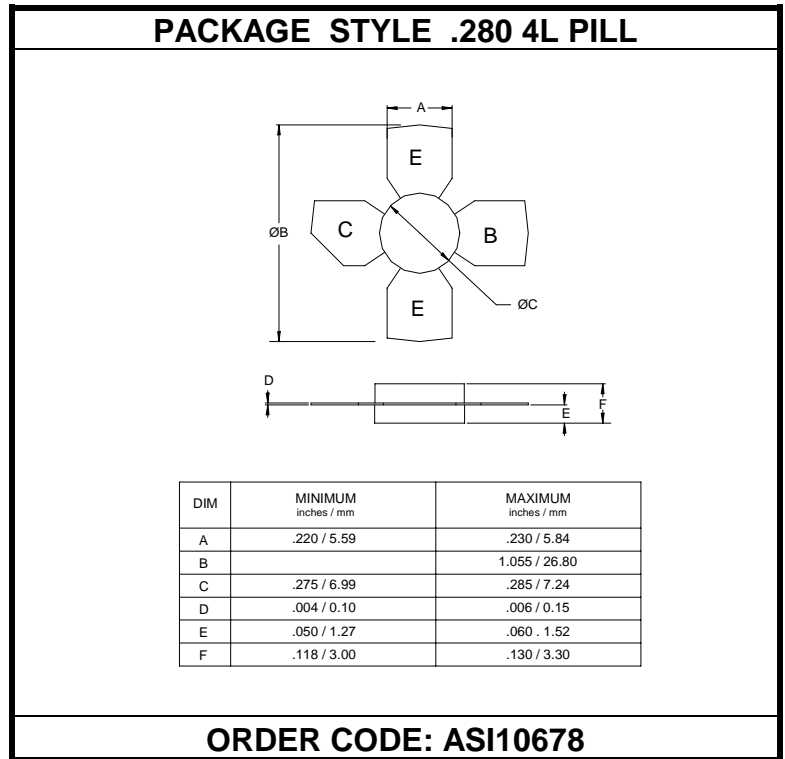 PACKAGE STYLE .280 4L PILL
A
E
ØB
C
B
E
ØC
D
E
F
DIM MINIMUM inches / mm MAXIMUM inches / mm
A .220 / 5.59 .230 / 5.84
B 1.055 / 26.80
C .275 / 6.99 .285 / 7.24
D .004 / 0.10 .006 / 0.15
E .050 / 1.27 .060 . 1.52
F .118 / 3.00 .130 / 3.30
ORDER CODE: ASI10678